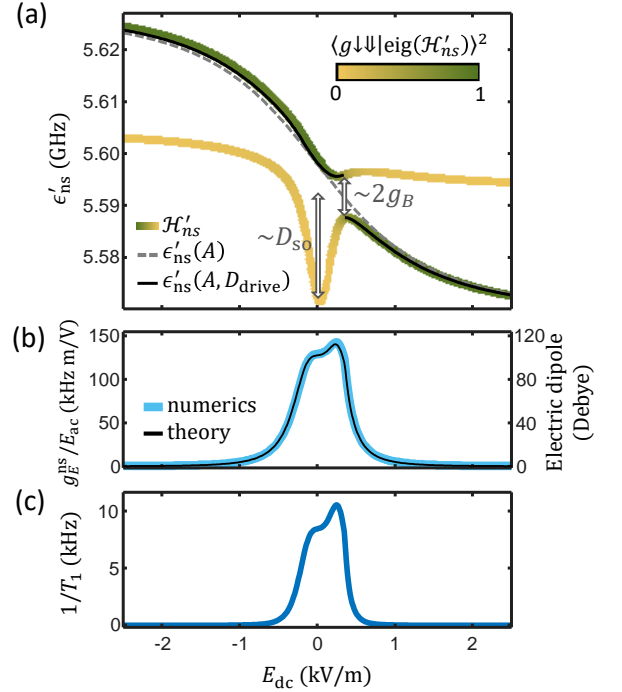 (a)
5.62
5.61
5.60
5.59
5.58
ϵ′ns (GHz)
⟨g↓⇓|eig(ℋ′ns)⟩²
0 1
~2gB
~Dso
ℋ′ns
ϵ′ns(A)
ϵ′ns(A, Ddrive)
(b)
150
100
50
0
gEns/Eac (kHz m/V)
numerics
theory
120
80
40
0
Electric dipole
(Debye)
(c)
10
5
0
1/T1 (kHz)
-2 -1 0 1 2
Edc (kV/m)